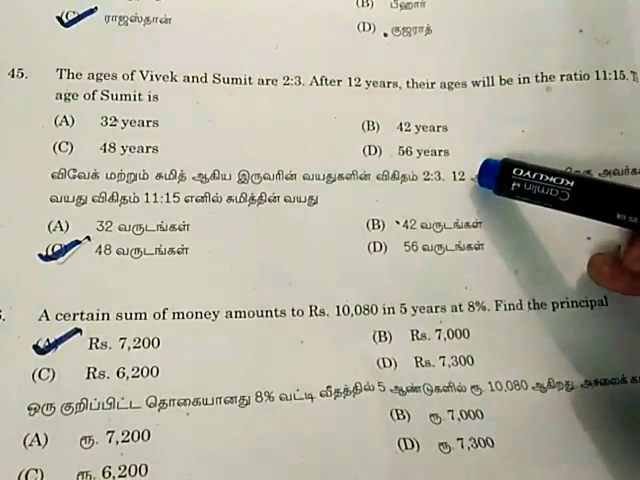 (B) பீஹார்
(C) ராஜஸ்தான்
(D) குஜராத்
45. The ages of Vivek and Sumit are 2:3. After 12 years, their ages will be in the ratio 11:15.
age of Sumit is
(A) 32 years
(B) 42 years
(C) 48 years
(D) 56 years
விவேக் மற்றும் சுமித் ஆகிய இருவரின் வயதுகளின் விகிதம் 2:3. 12
வயது விகிதம் 11:15 எனில் சுமித்தின் வயது
(A) 32 வருடங்கள்
(B) 42 வருடங்கள்
(C) 48 வருடங்கள்
(D) 56 வருடங்கள்
Camlin
KOKUYO
A certain sum of money amounts to Rs. 10,080 in 5 years at 8%. Find the principal
(A) Rs. 7,200
(B) Rs. 7,000
(C) Rs. 6,200
(D) Rs. 7,300
ஒரு குறிப்பிட்ட தொகையானது 8% வட்டி வீதத்தில் 5 ஆண்டுகளில் ரூ. 10,080 ஆகிறது. அசலைக்
(A) ரூ. 7,200
(B) ரூ. 7,000
(C) ரூ. 6,200
(D) ரூ. 7,300